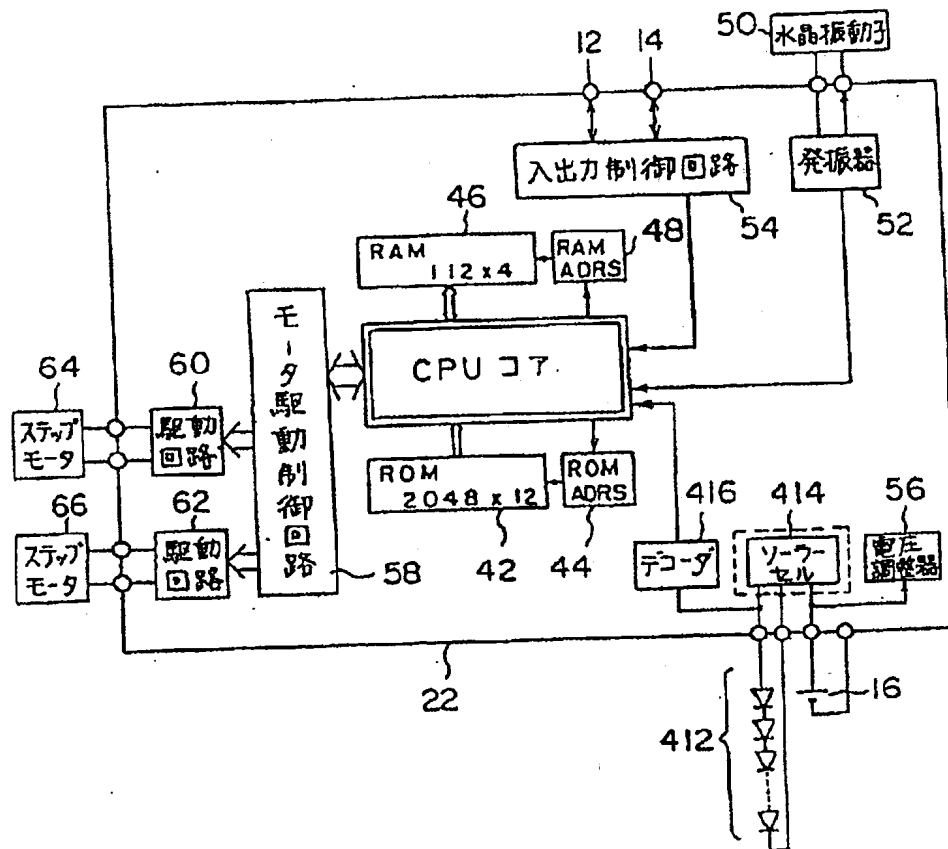 50
水晶振動子
12
14
入出力制御回路
発振器
54
52
46
48
RAM
112x4
RAM
ADRS
モータ駆動制御回路
CPUコア
64
60
ステップ
モータ
駆動
回路
ROM
2048x12
ROM
ADRS
416
414
56
66
62
ステップ
モータ
駆動
回路
58
42
44
デコーダ
ソーラー
セル
電圧
調整器
22
16
412